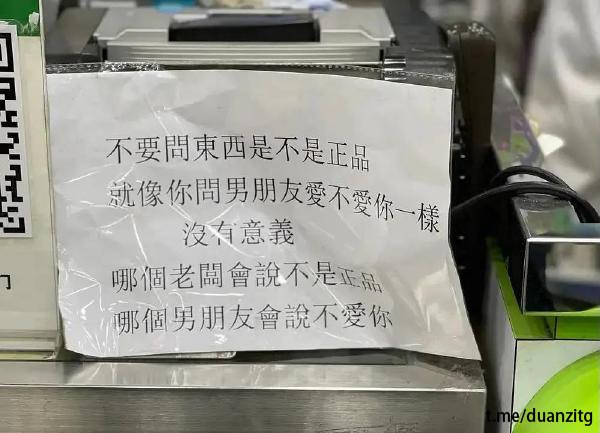 不要問東西是不是正品
就像你問男朋友愛不愛你一樣
沒有意義
哪個老闆會說不是正品
哪個男朋友會說不愛你
t.me/duanzitg